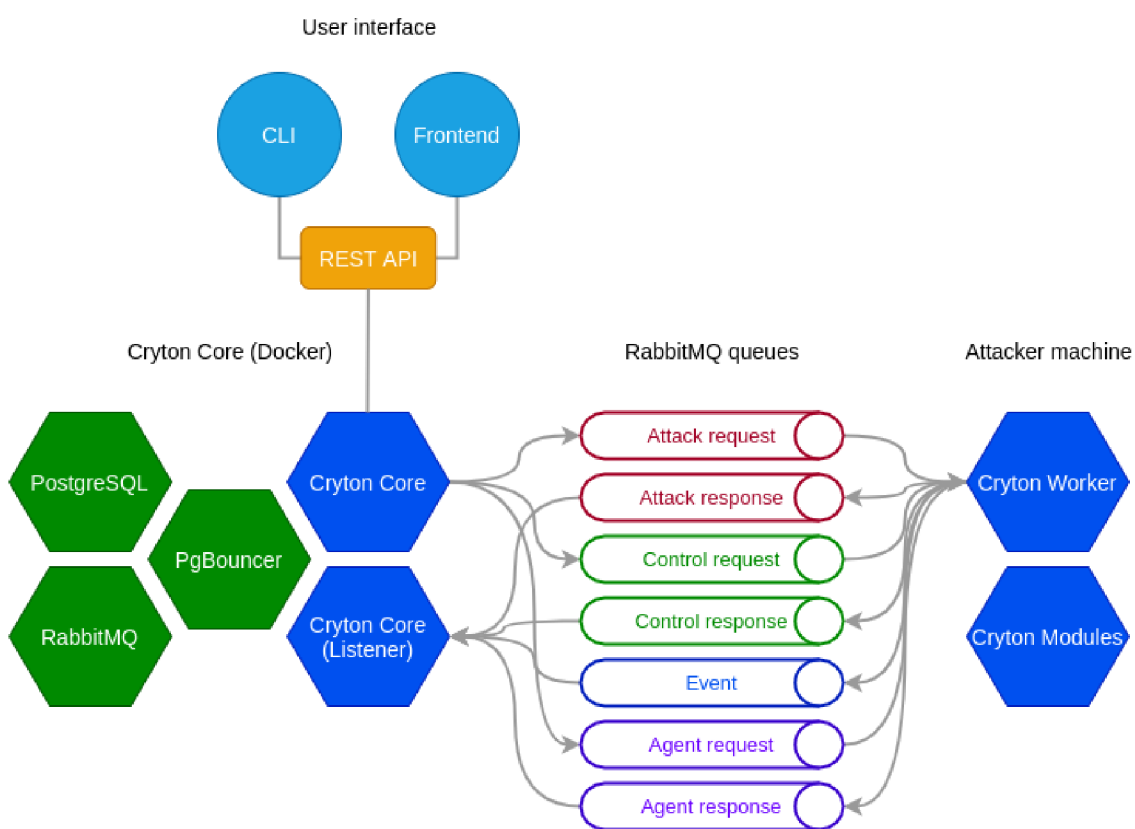 User interface
CLI
Frontend
REST API
Cryton Core (Docker)
RabbitMQ queues
Attacker machine
PostgreSQL
PgBouncer
RabbitMQ
Cryton Core
Cryton Core
(Listener)
Attack request
Attack response
Control request
Control response
Event
Agent request
Agent response
Cryton Worker
Cryton Modules